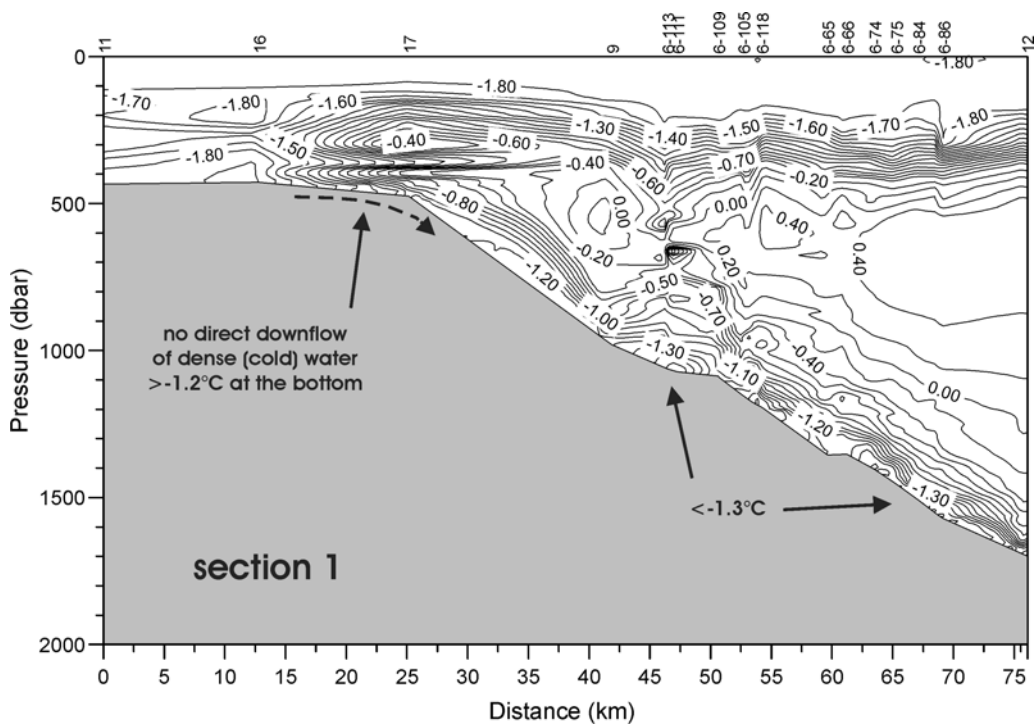 11 16 17 9 6-113 6-111 6-109 6-105 6-118 6-65 6-66 6-74 6-75 6-84 6-86 12
0
-1.80
-1.70 -1.80 -1.60 -1.80 -1.30 -1.40 -1.50 -1.60 -1.70 -1.80
-1.50 -0.40 -0.60
-1.80 -0.40 -0.60 -0.70 -0.20
500
-0.80 0.00 0.00 0.40
-0.20 0.20 0.40
-1.20 -0.50
-1.00 -0.70
1000
-1.30 -0.40
-1.10 0.00
-1.20
-1.30
1500
2000
Pressure (dbar)
no direct downflow
of dense (cold) water
>-1.2°C at the bottom
<-1.3°C
section 1
0 5 10 15 20 25 30 35 40 45 50 55 60 65 70 75
Distance (km)